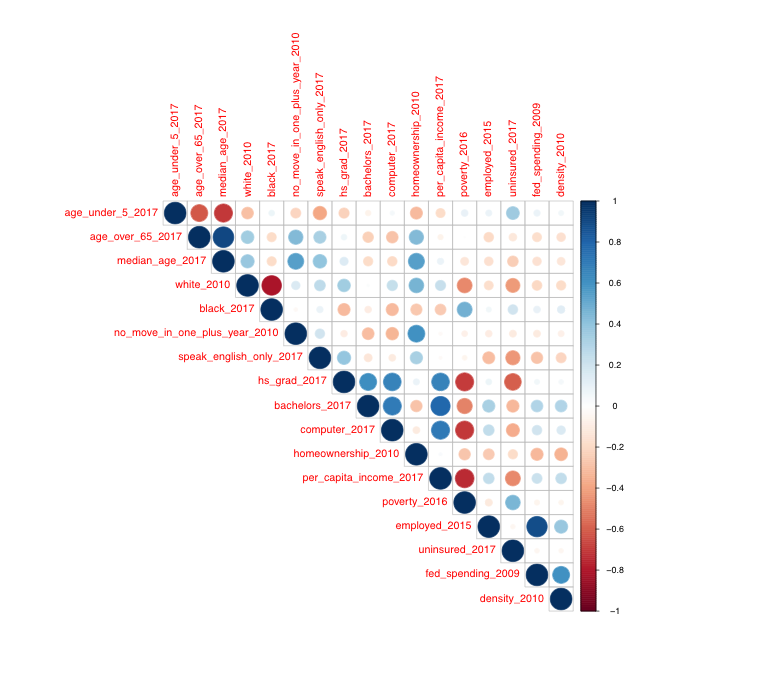 age_under_5_2017
age_over_65_2017
median_age_2017
white_2010
black_2017
no_move_in_one_plus_year_2010
speak_english_only_2017
hs_grad_2017
bachelors_2017
computer_2017
homeownership_2010
per_capita_income_2017
poverty_2016
employed_2015
uninsured_2017
fed_spending_2009
density_2010
age_under_5_2017
age_over_65_2017
median_age_2017
white_2010
black_2017
no_move_in_one_plus_year_2010
speak_english_only_2017
hs_grad_2017
bachelors_2017
computer_2017
homeownership_2010
per_capita_income_2017
poverty_2016
employed_2015
uninsured_2017
fed_spending_2009
density_2010
1
0.8
0.6
0.4
0.2
0
−0.2
−0.4
−0.6
−0.8
−1